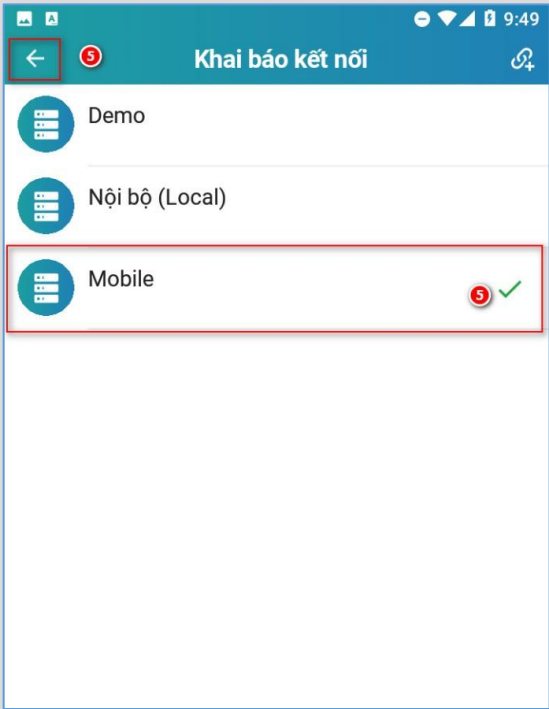 9:49
5
Khai báo kết nối
Demo
Nội bộ (Local)
Mobile
5